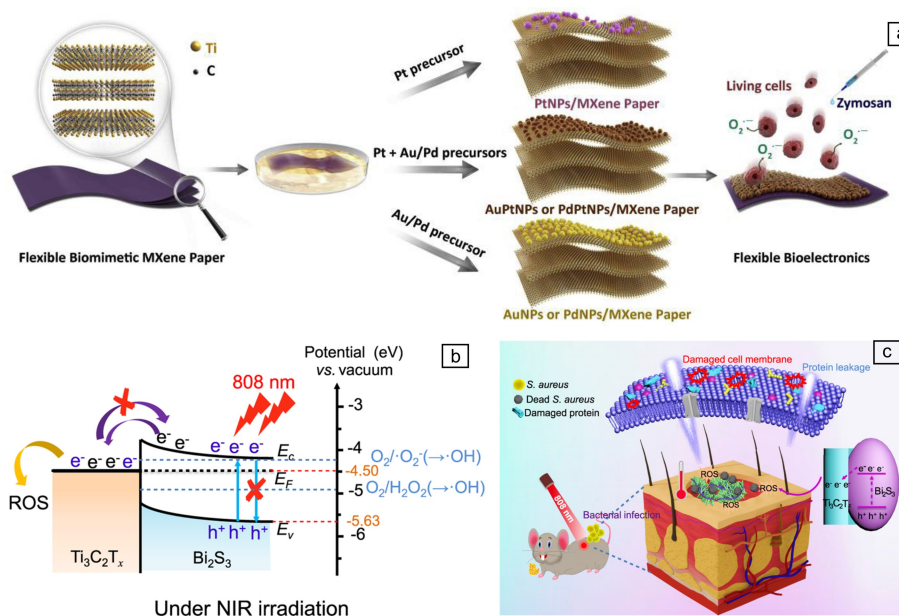 a
Ti
C
Flexible Biomimetic MXene Paper
Pt precursor
Pt + Au/Pd precursors
Au/Pd precursor
PtNPs/MXene Paper
AuPtNPs or PdPtNPs/MXene Paper
AuNPs or PdNPs/MXene Paper
Living cells
Zymosan
O₂·⁻
O₂·⁻
O₂·⁻
Flexible Bioelectronics
b
Potential (eV)
vs. vacuum
808 nm
-3
-4
-4.50
-5
-5.63
-6
e⁻ e⁻
e⁻ e⁻ e⁻ e⁻
e⁻ e⁻ e⁻
E_c
E_F
E_v
O₂/·O₂⁻(→·OH)
O₂/H₂O₂(→·OH)
ROS
h⁺ h⁺ h⁺
Ti₃C₂Tₓ
Bi₂S₃
Under NIR irradiation
c
S. aureus
Dead S. aureus
Damaged protein
Damaged cell membrane
Protein leakage
808 nm
Bacterial infection
ROS
ROS
ROS
ROS
e⁻ e⁻ e⁻
e⁻ e⁻ e⁻
Ti₃C₂Tₓ
Bi₂S₃
h⁺ h⁺ h⁺